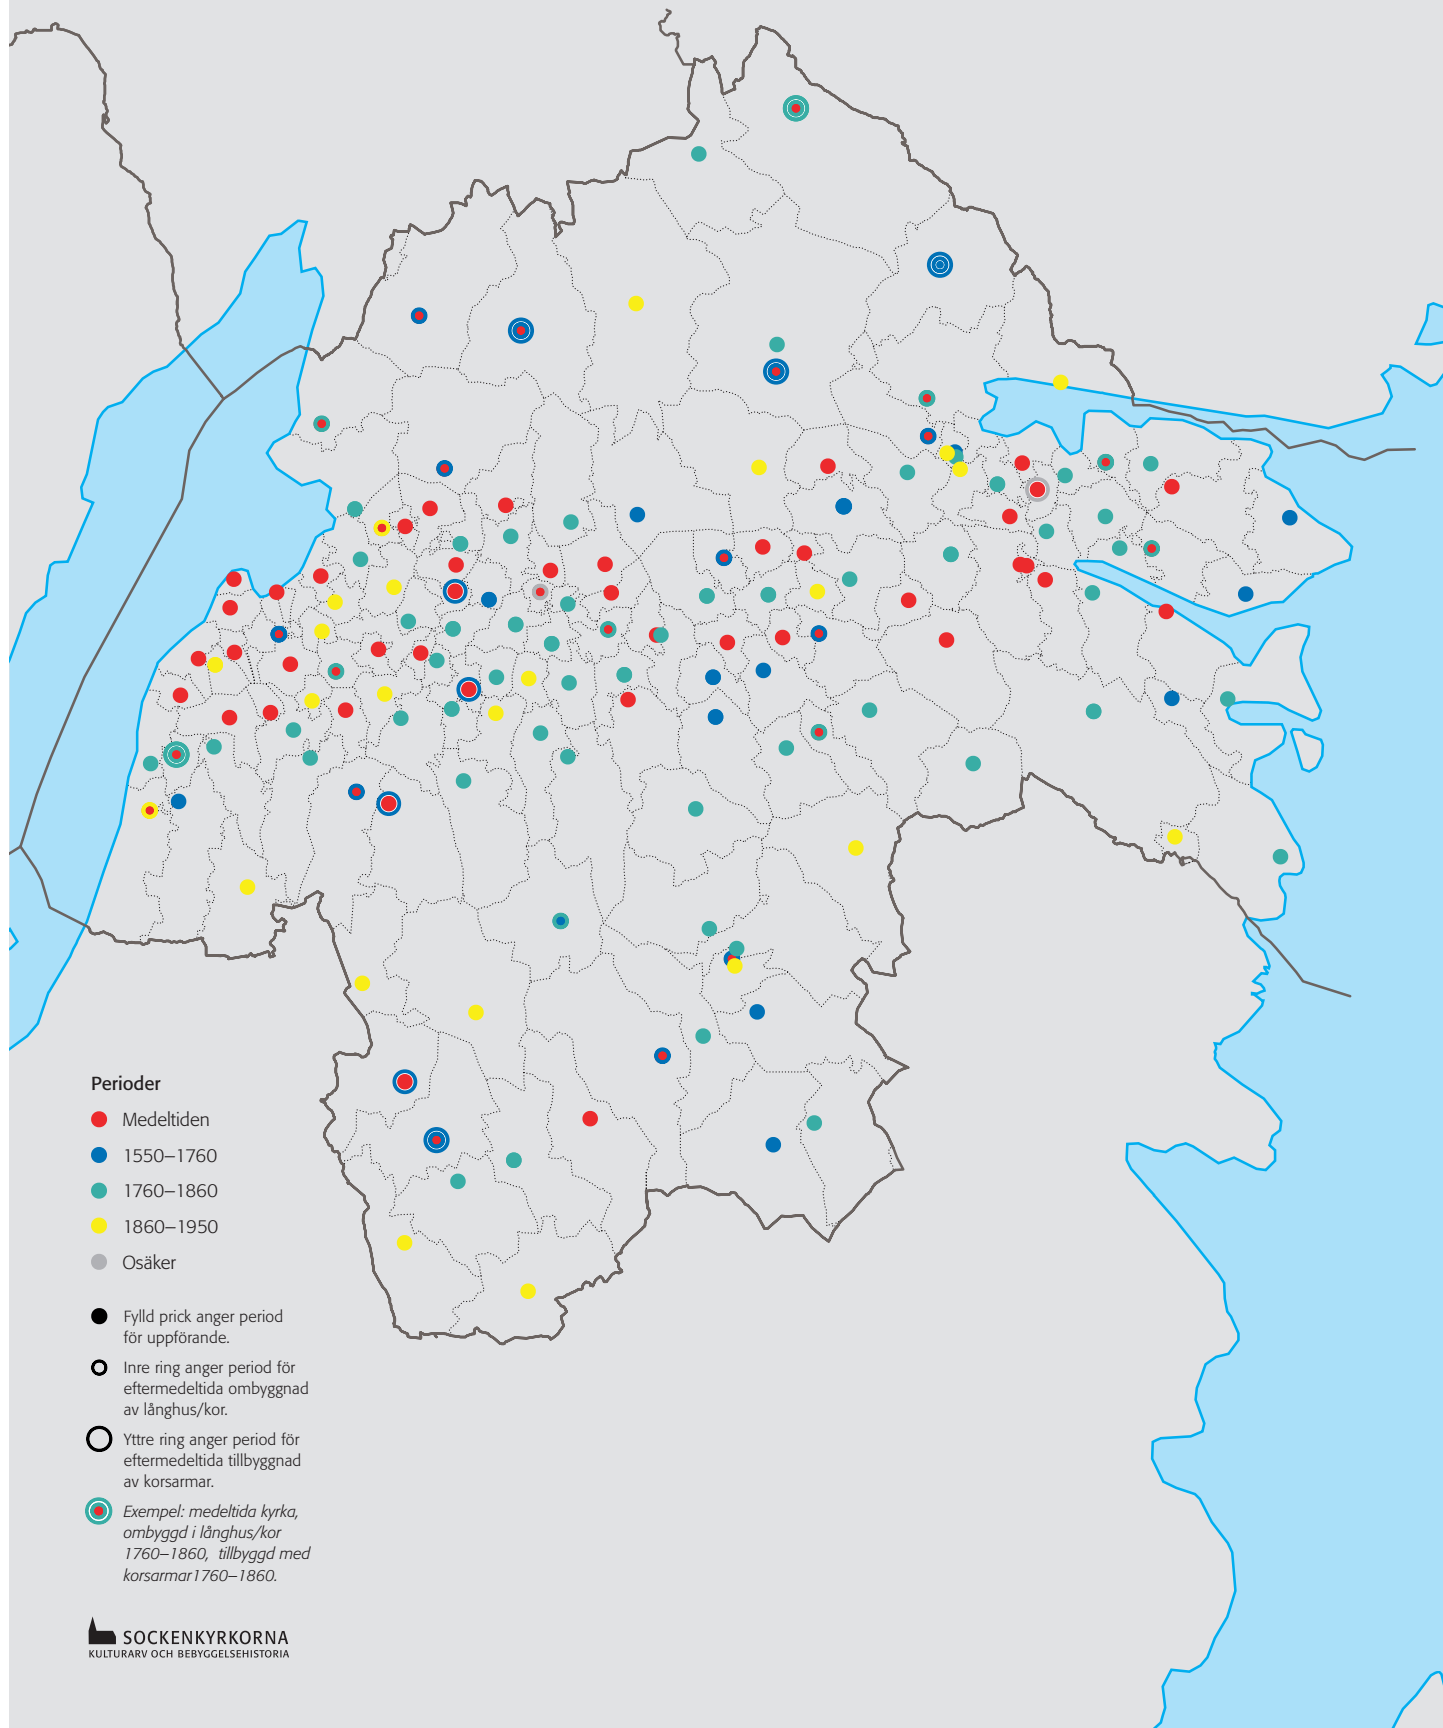 Perioder
Medeltiden
1550–1760
1760–1860
1860–1950
Osäker
Fylld prick anger period
för uppförande.
Inre ring anger period för
eftermedeltida ombyggnad
av långhus/kor.
Yttre ring anger period för
eftermedeltida tillbyggnad
av korsarmar.
Exempel: medeltida kyrka,
ombyggd i långhus/kor
1760–1860, tillbyggd med
korsarmar1760–1860.
SOCKENKYRKORNA
KULTURARV OCH BEBYGGELSEHISTORIA